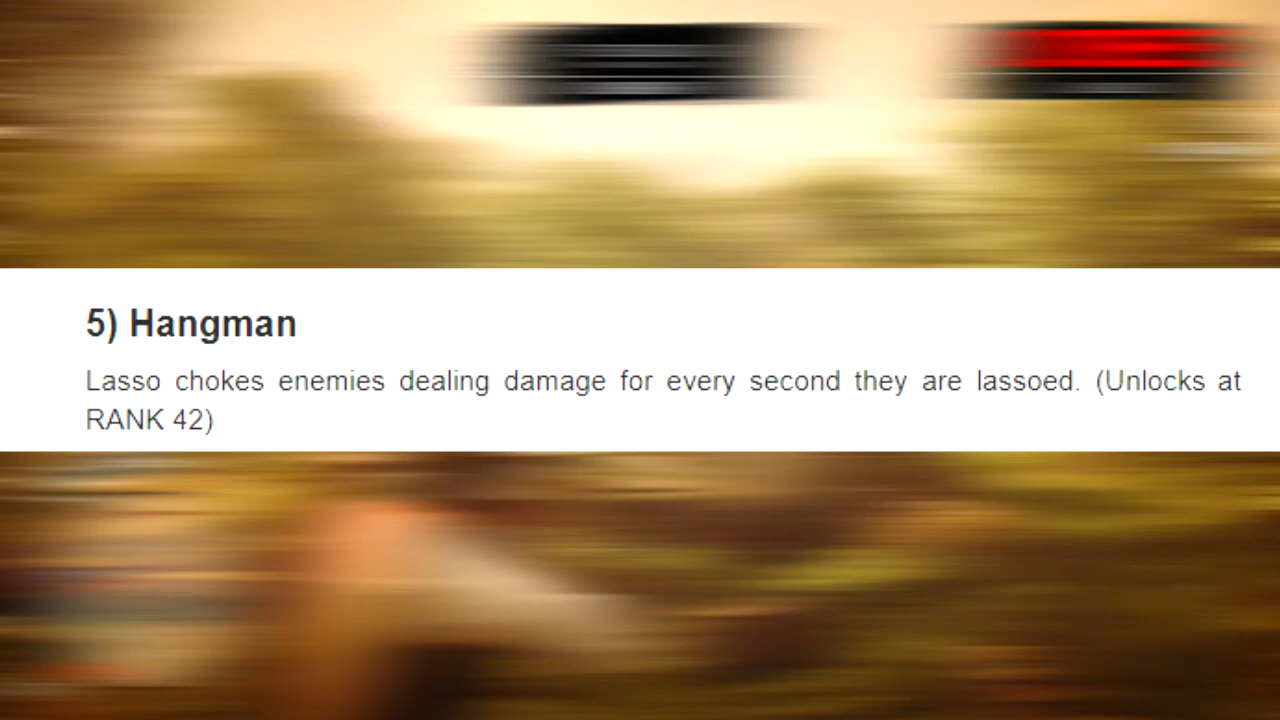 5) Hangman
Lasso chokes enemies dealing damage for every second they are lassoed. (Unlocks at
RANK 42)